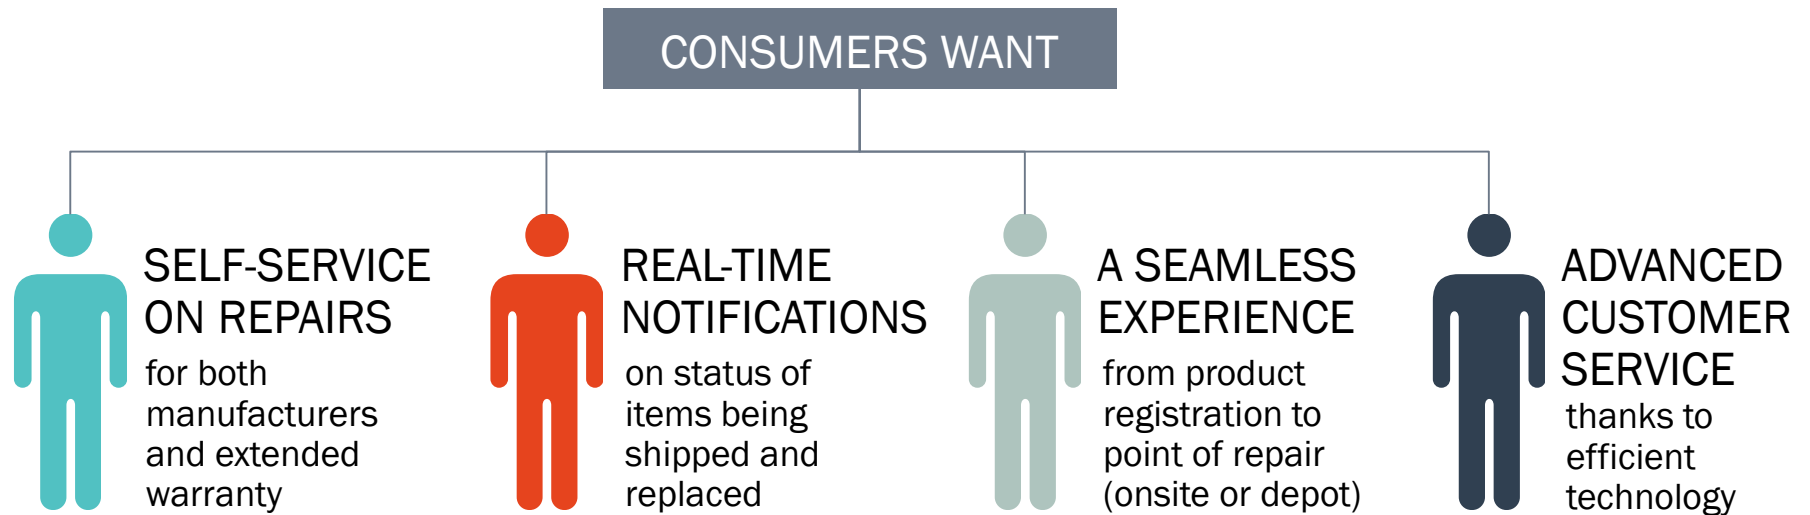 CONSUMERS WANT
SELF-SERVICE
ON REPAIRS
for both
manufacturers
and extended
warranty
REAL-TIME
NOTIFICATIONS
on status of
items being
shipped and
replaced
A SEAMLESS
EXPERIENCE
from product
registration to
point of repair
(onsite or depot)
ADVANCED
CUSTOMER
SERVICE
thanks to
efficient
technology